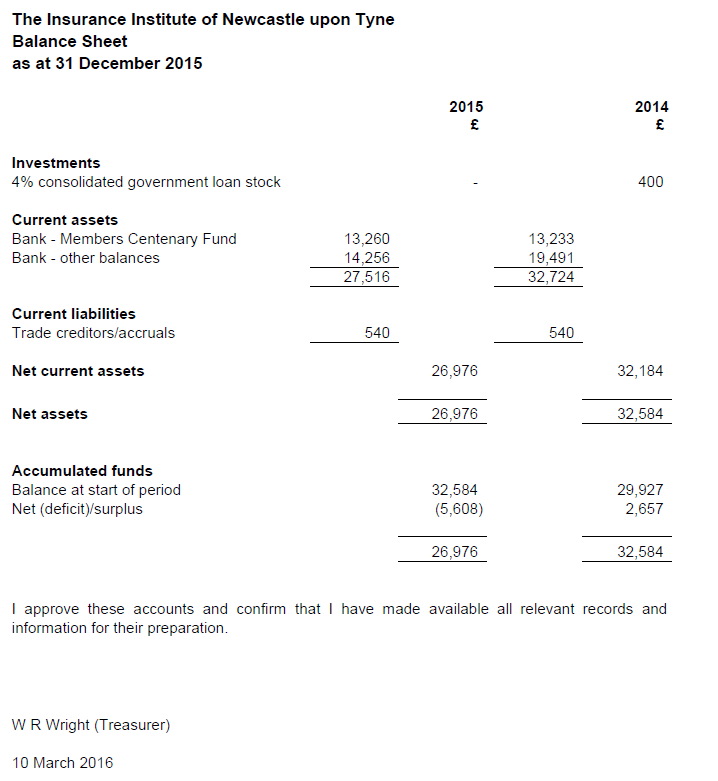 The Insurance Institute of Newcastle upon Tyne
Balance Sheet
as at 31 December 2015
2015 2014
£ £
Investments
4% consolidated government loan stock - 400
Current assets
Bank - Members Centenary Fund 13,260 13,233
Bank - other balances 14,256 19,491
27,516 32,724
Current liabilities
Trade creditors/accruals 540 540
Net current assets 26,976 32,184
Net assets 26,976 32,584
Accumulated funds
Balance at start of period 32,584 29,927
Net (deficit)/surplus (5,608) 2,657
26,976 32,584
I approve these accounts and confirm that I have made available all relevant records and
information for their preparation.
W R Wright (Treasurer)
10 March 2016